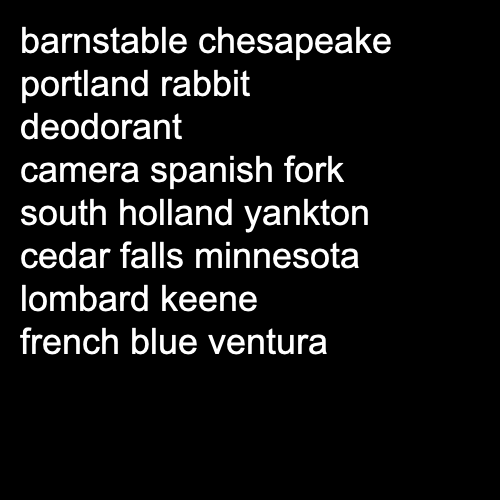 barnstable chesapeake
portland rabbit
deodorant
camera spanish fork
south holland yankton
cedar falls minnesota
lombard keene
french blue ventura